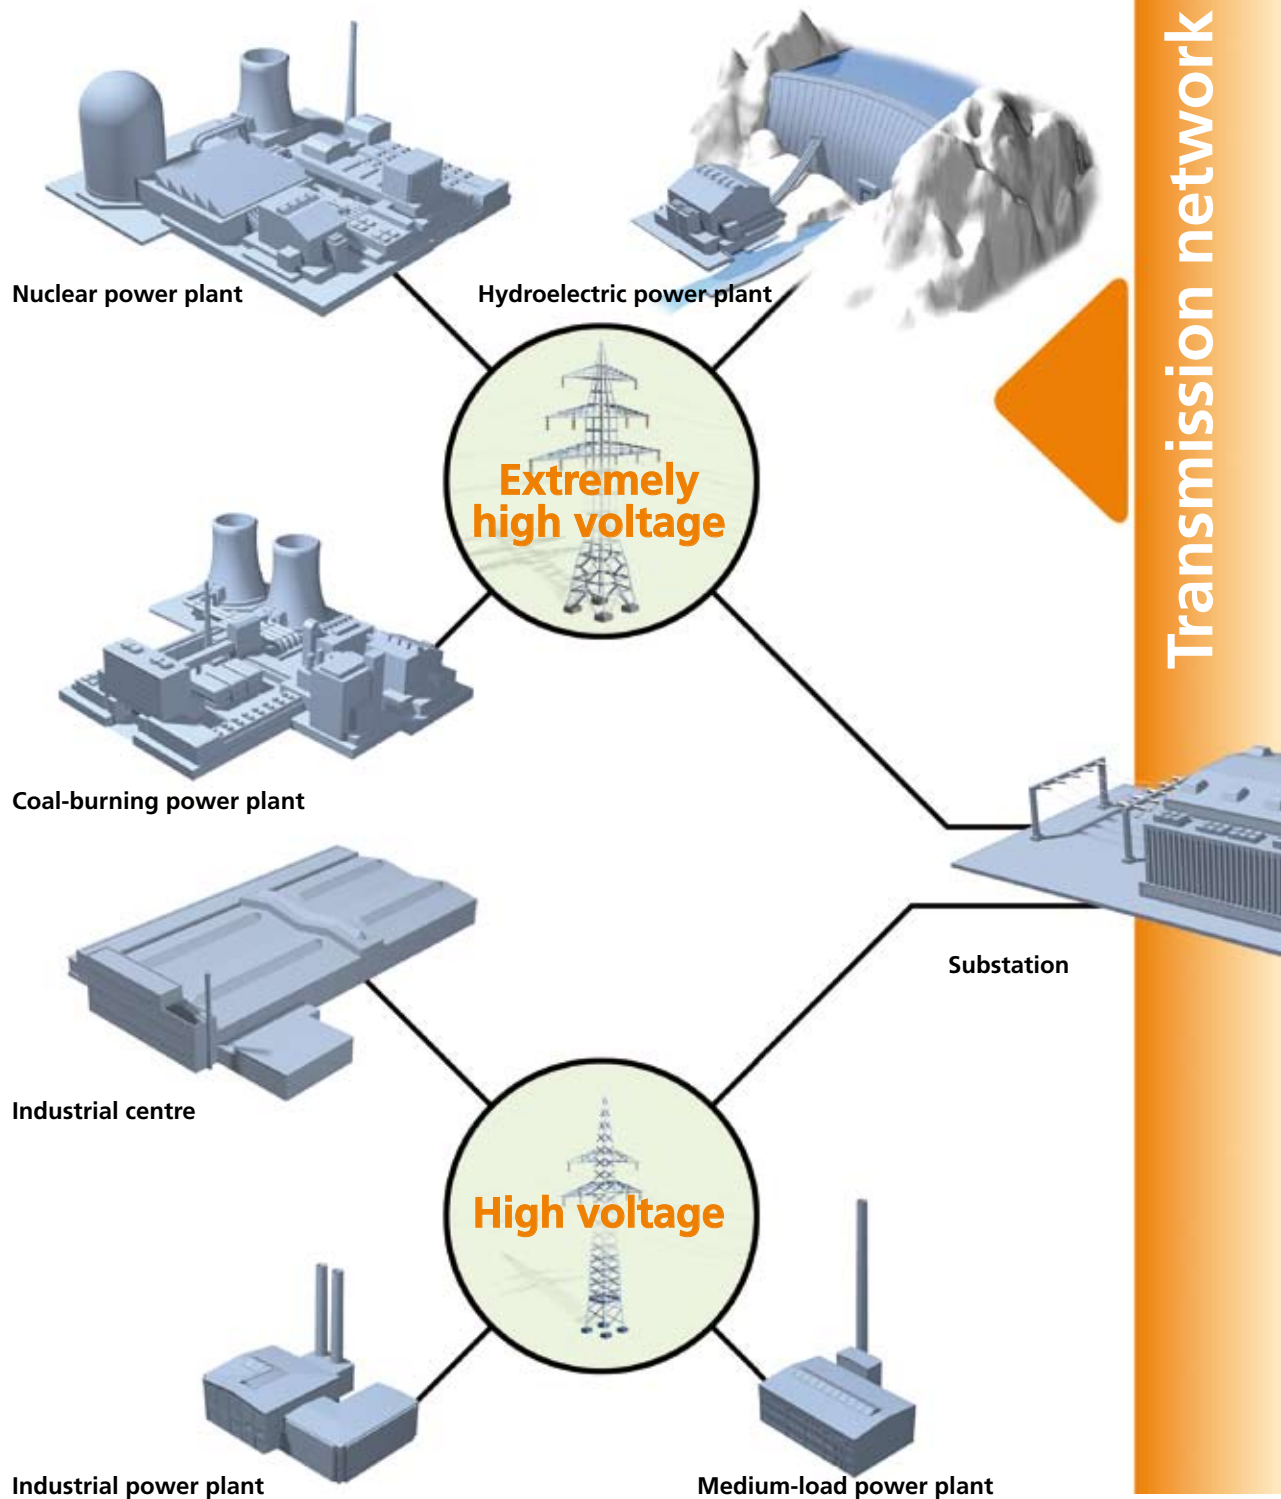 Transmission network
Nuclear power plant
Hydroelectric power plant
Extremely
high voltage
Coal-burning power plant
Substation
Industrial centre
High voltage
Industrial power plant
Medium-load power plant